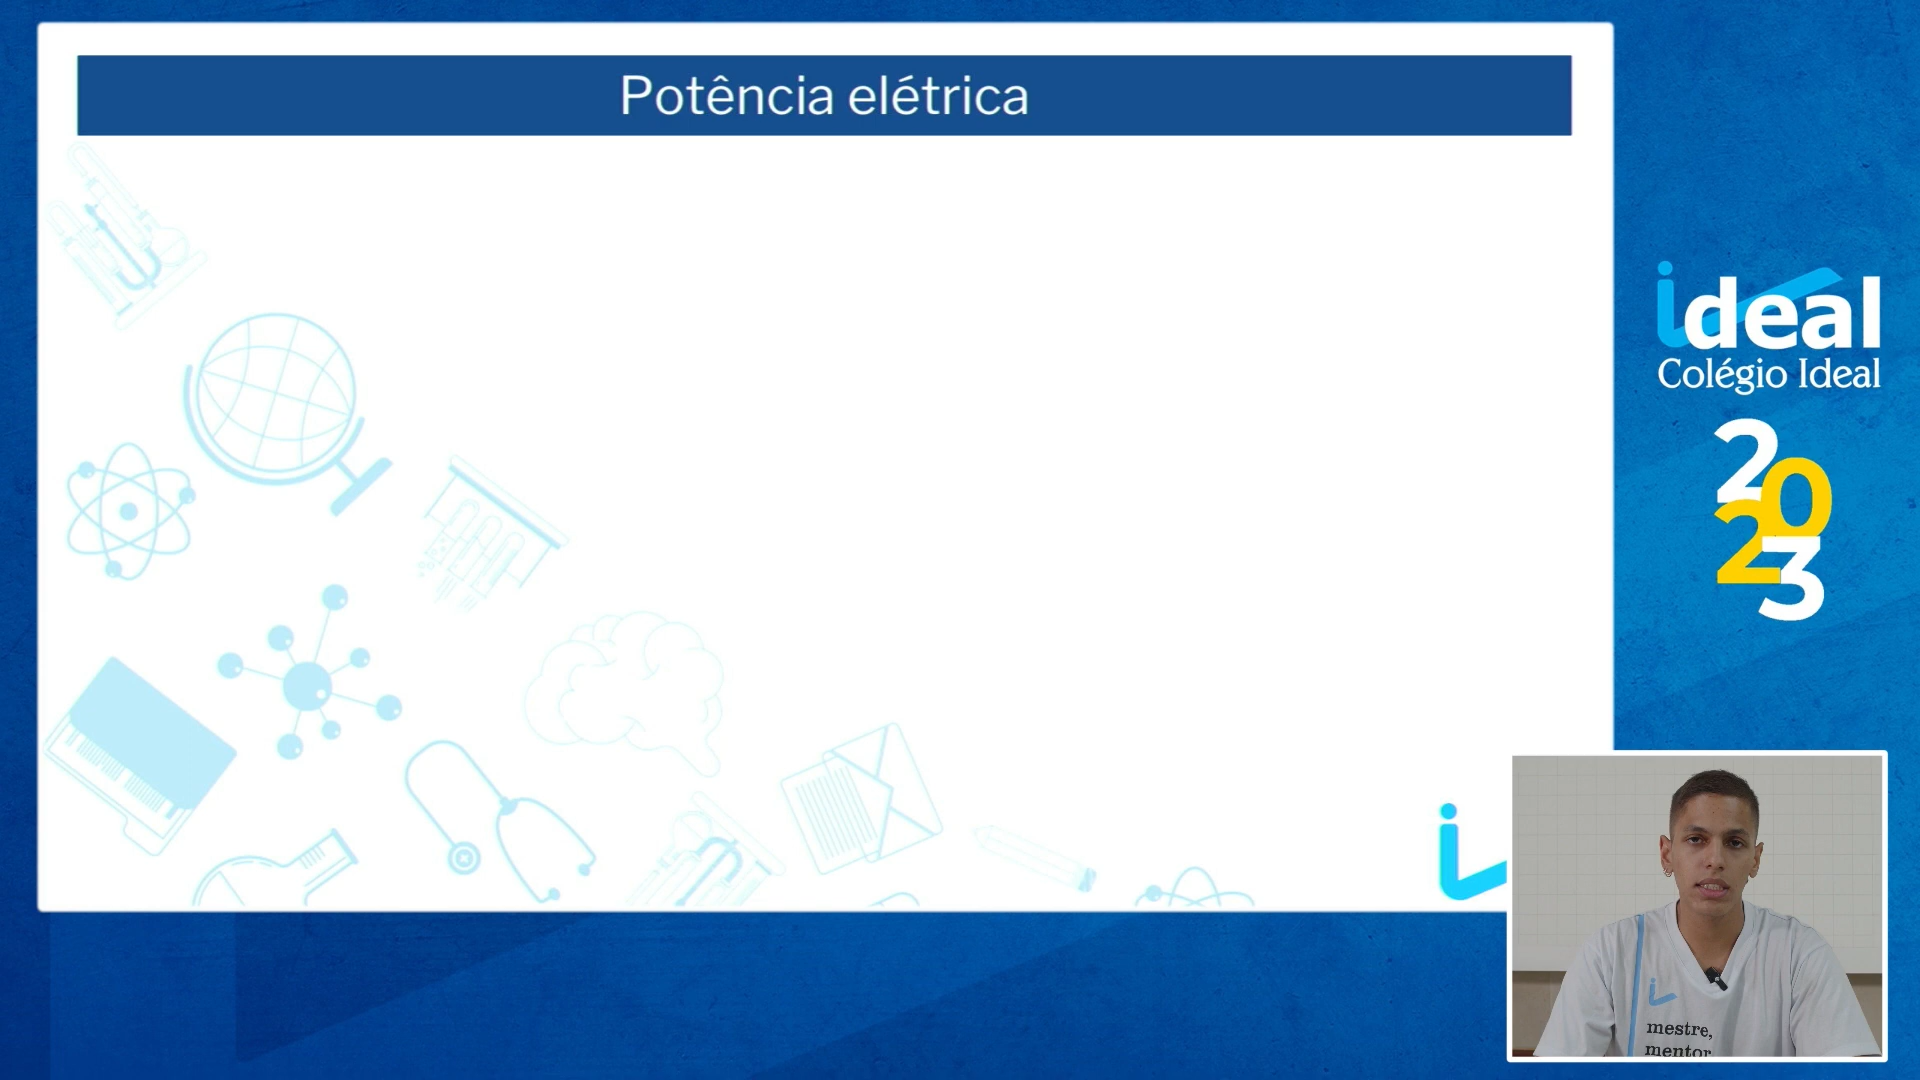 Potência elétrica
ideal
Colégio Ideal
2023
mestre,
mentor